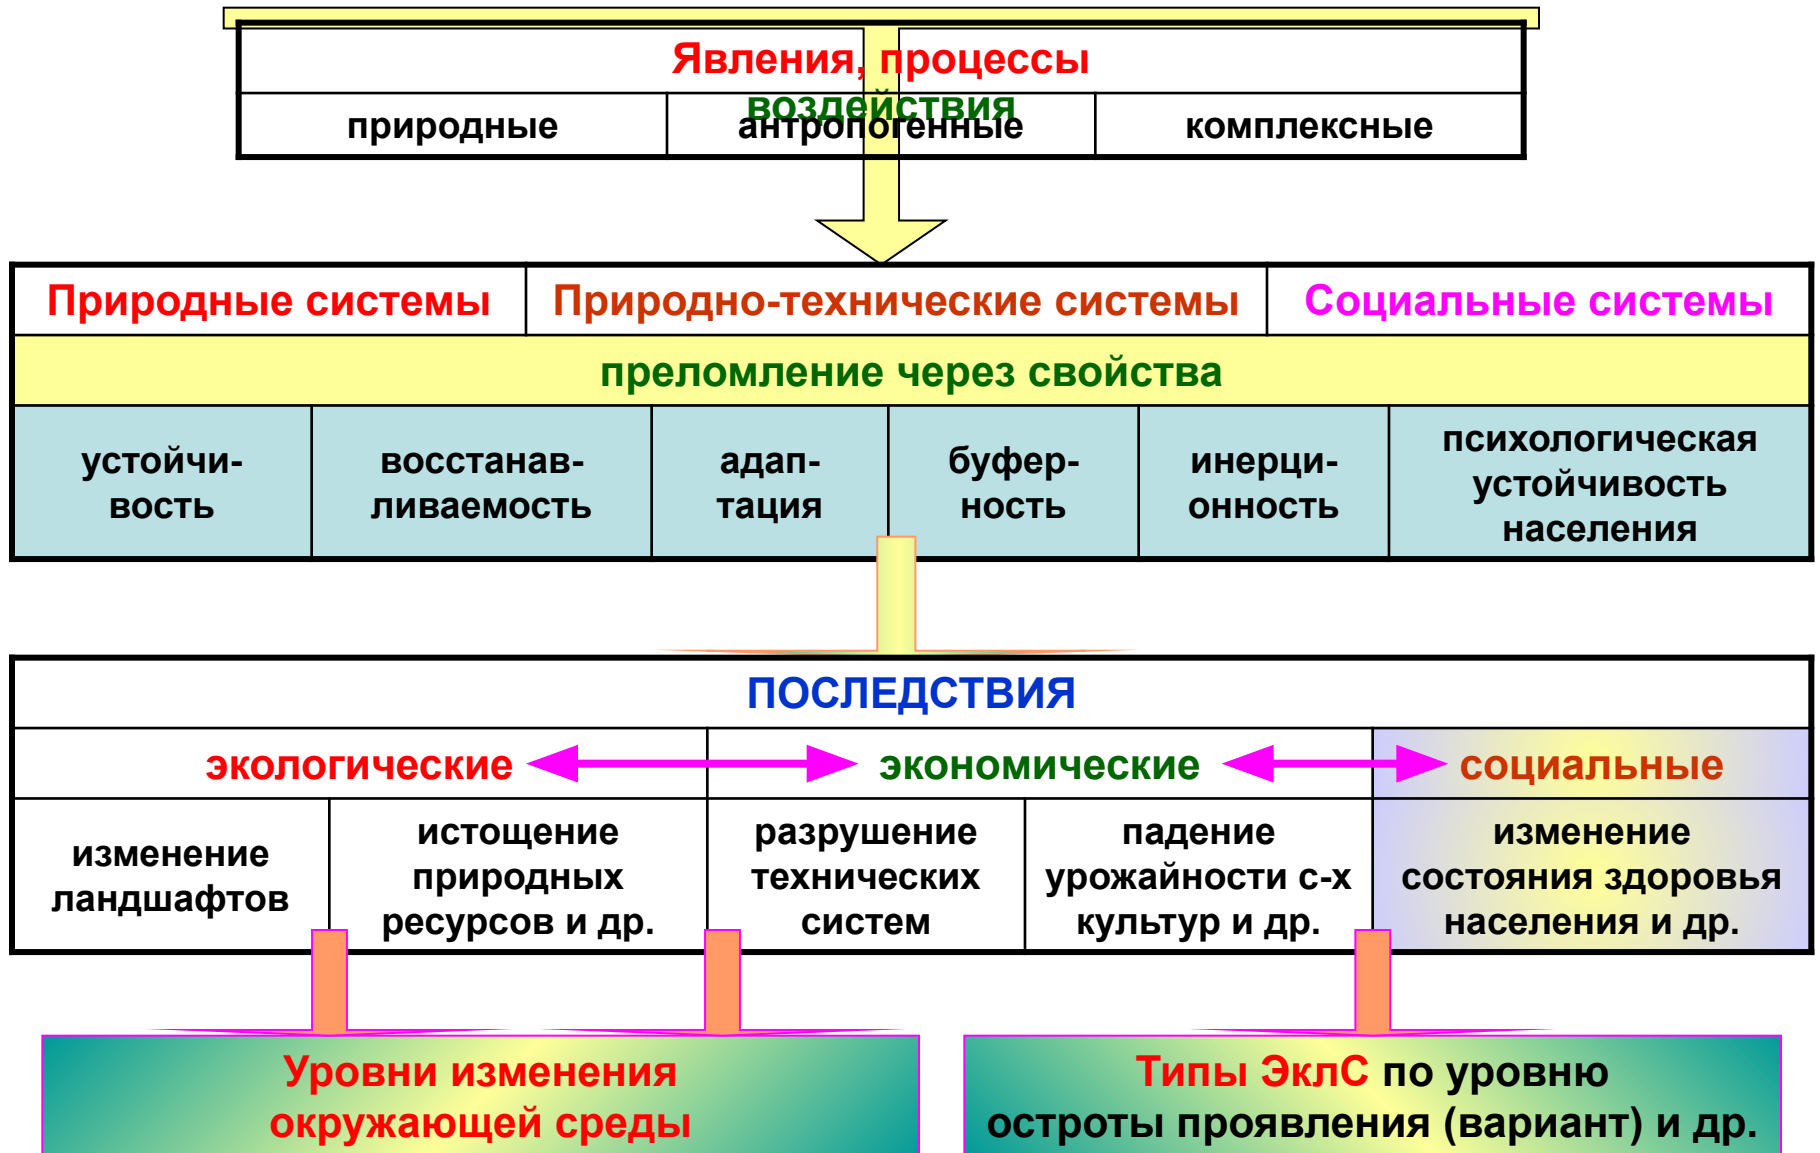 Явления, процессы
воздействия
природные антропогенные комплексные
Природные системы Природно-технические системы Социальные системы
преломление через свойства
устойчи-
вость
восстанав-
ливаемость
адап-
тация
буфер-
ность
инерци-
онность
психологическая
устойчивость
населения
ПОСЛЕДСТВИЯ
экологические экономические социальные
изменение
ландшафтов
истощение
природных
ресурсов и др.
разрушение
технических
систем
падение
урожайности с-х
культур и др.
изменение
состояния здоровья
населения и др.
Уровни изменения
окружающей среды
Типы ЭклС по уровню
остроты проявления (вариант) и др.